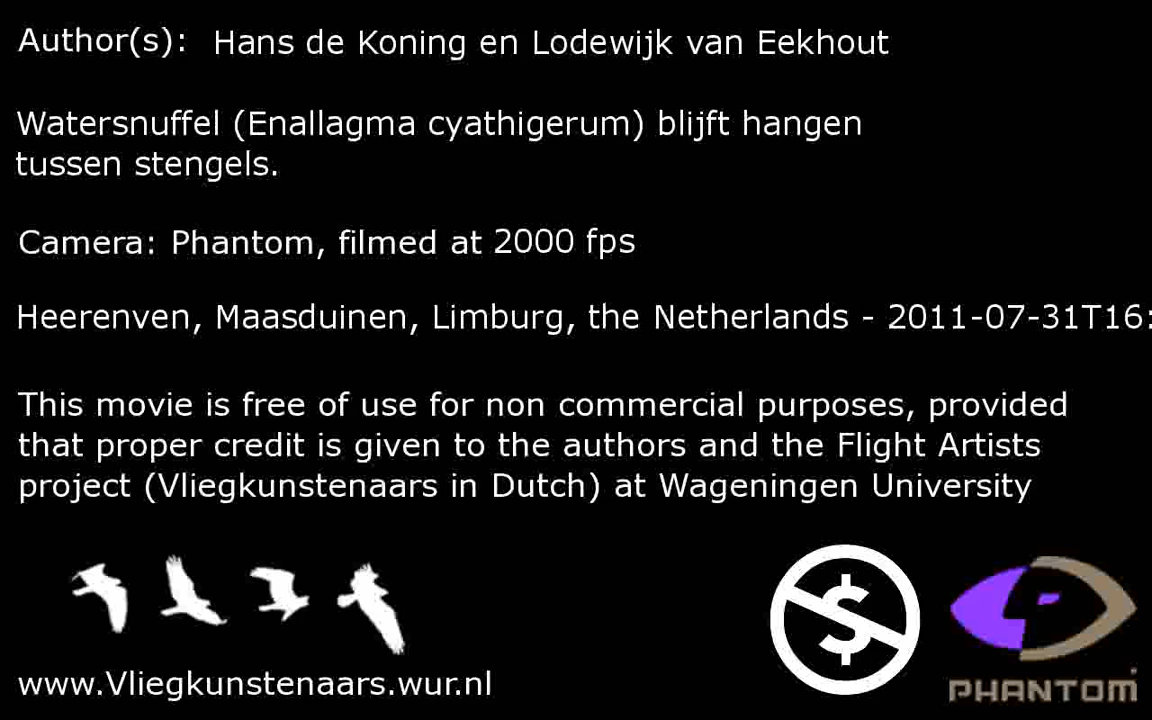 Author(s): Hans de Koning en Lodewijk van Eekhout
Watersnuffel (Enallagma cyathigerum) blijft hangen
tussen stengels.
Camera: Phantom, filmed at 2000 fps
Heerenven, Maasduinen, Limburg, the Netherlands - 2011-07-31T16:
This movie is free of use for non commercial purposes, provided
that proper credit is given to the authors and the Flight Artists
project (Vliegkunstenaars in Dutch) at Wageningen University
$
www.Vliegkunstenaars.wur.nl
PHANTOM